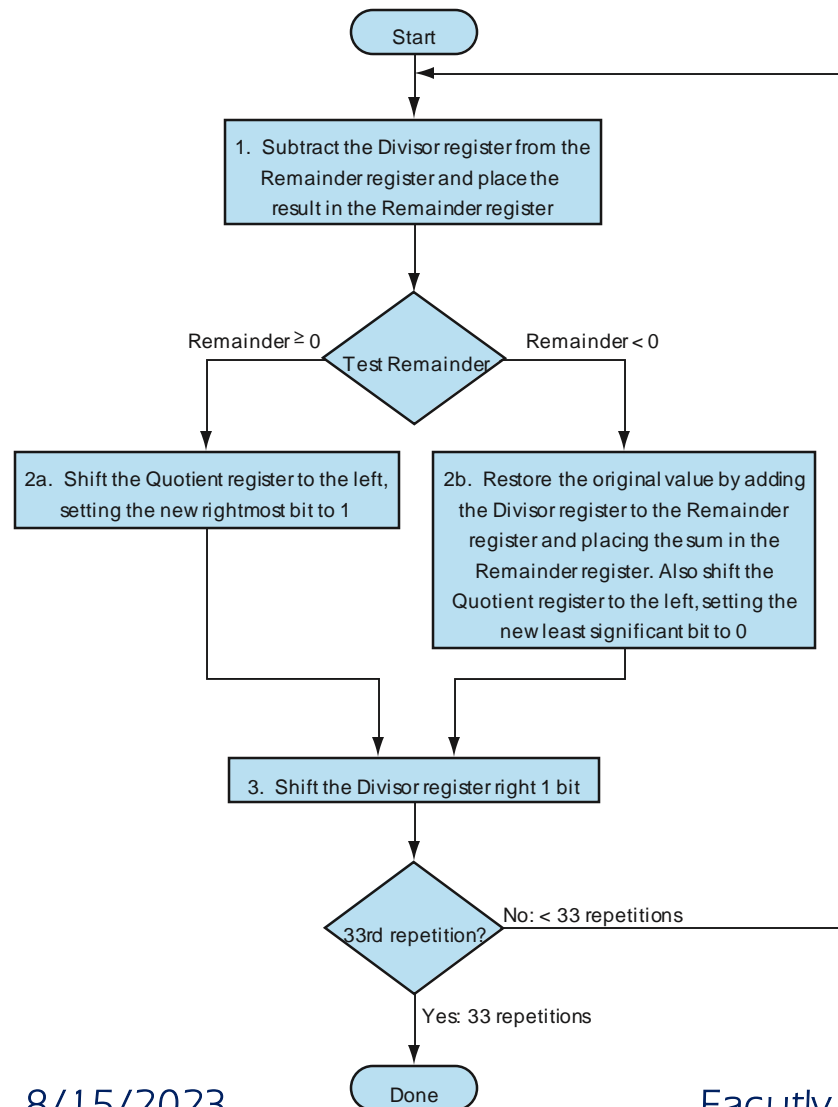 Start
1. Subtract the Divisor register from the
Remainder register and place the
result in the Remainder register
Remainder ≥ 0
Remainder < 0
Test Remainder
2a. Shift the Quotient register to the left,
setting the new rightmost bit to 1
2b. Restore the original value by adding
the Divisor register to the Remainder
register and placing the sum in the
Remainder register. Also shift the
Quotient register to the left, setting the
new least significant bit to 0
3. Shift the Divisor register right 1 bit
33rd repetition?
No: < 33 repetitions
Yes: 33 repetitions
Done
8/15/2023
Facutly